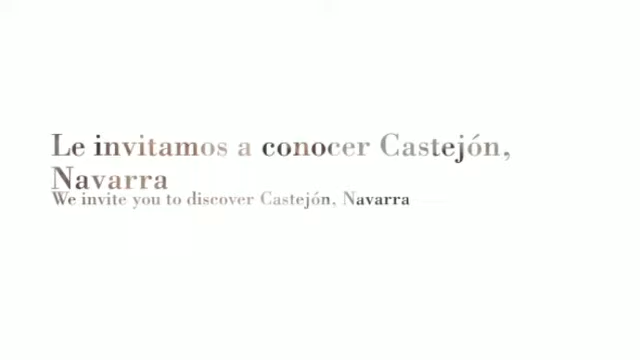 Le invitamos a conocer Castejón,
Navarra
We invite you to discover Castejón, Navarra